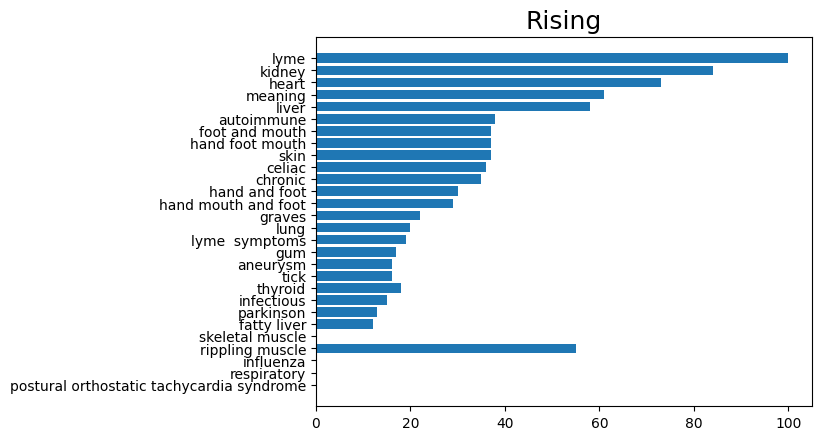 Rising
lyme
kidney
heart
meaning
liver
autoimmune
foot and mouth
hand foot mouth
skin
celiac
chronic
hand and foot
hand mouth and foot
graves
lung
lyme  symptoms
gum
aneurysm
tick
thyroid
infectious
parkinson
fatty liver
skeletal muscle
rippling muscle
influenza
respiratory
postural orthostatic tachycardia syndrome
0 20 40 60 80 100